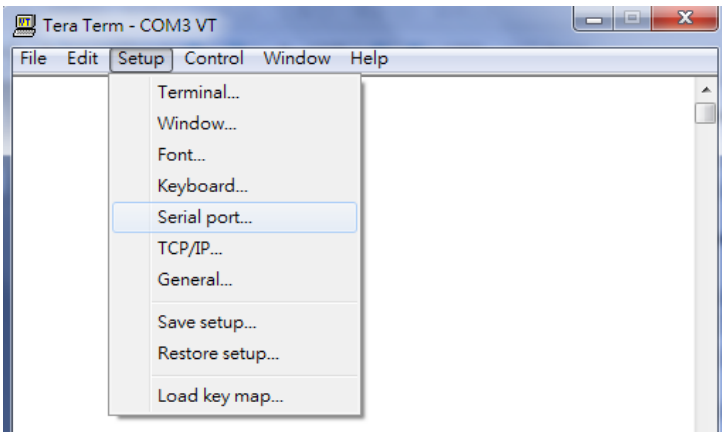 Tera Term - COM3 VT
File Edit Setup Control Window Help
Terminal...
Window...
Font...
Keyboard...
Serial port...
TCP/IP...
General...
Save setup...
Restore setup...
Load key map...